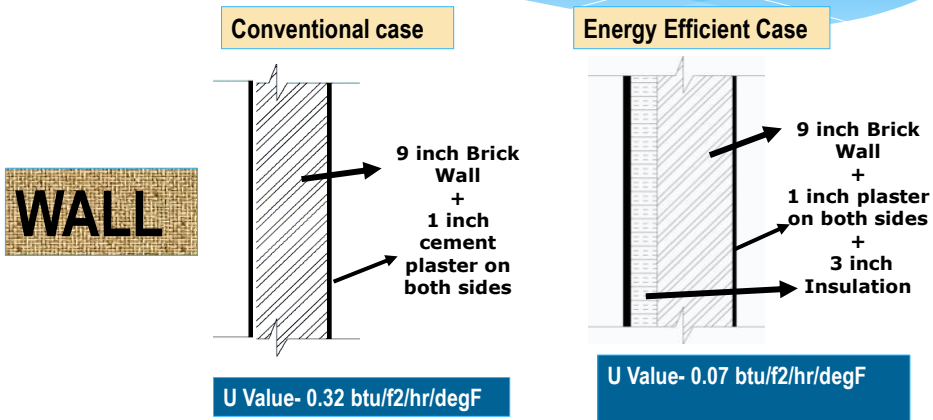 Conventional case
Energy Efficient Case
WALL
9 inch Brick
Wall
+
1 inch
cement
plaster on
both sides
9 inch Brick
Wall
+
1 inch plaster
on both sides
+
3 inch
Insulation
U Value- 0.32 btu/f2/hr/degF
U Value- 0.07 btu/f2/hr/degF